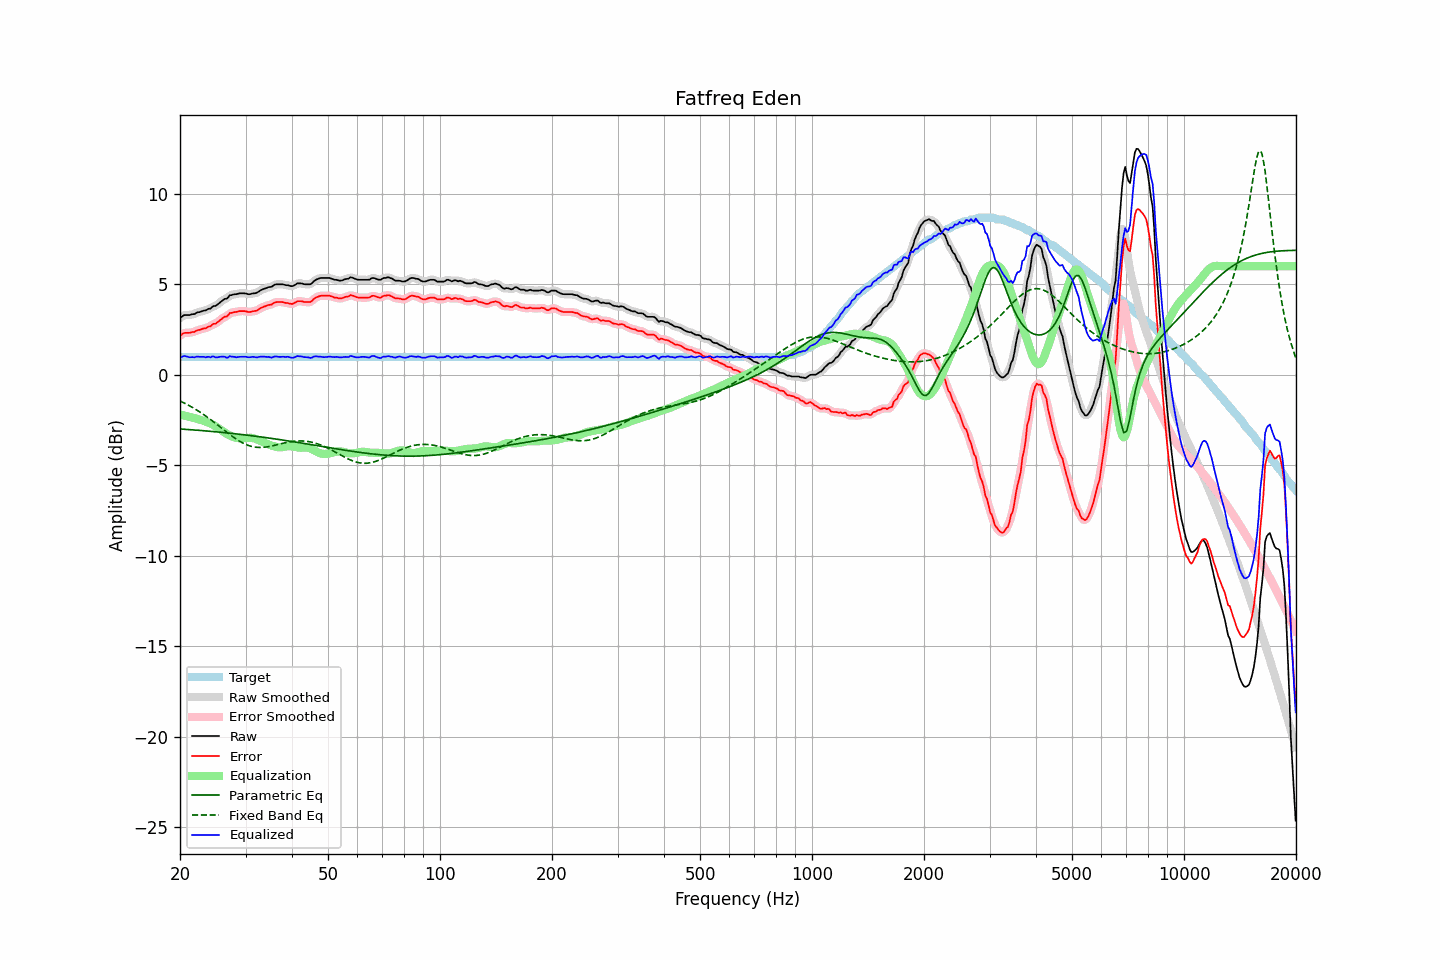 Fatfreq Eden
Amplitude (dBr)
10
5
0
−5
−10
−15
−20
−25
Target
Raw Smoothed
Error Smoothed
Raw
Error
Equalization
Parametric Eq
Fixed Band Eq
Equalized
20 50 100 200 500 1000 2000 5000 10000 20000
Frequency (Hz)